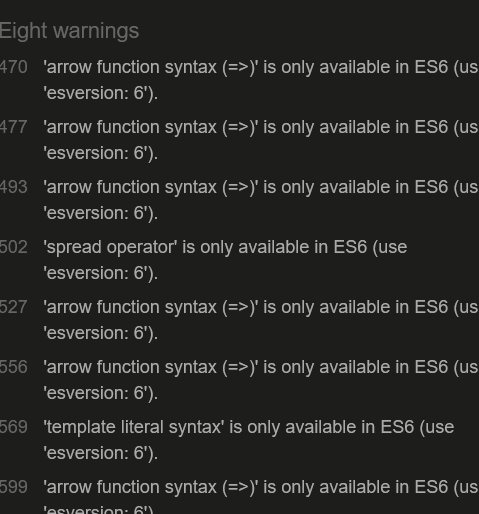 Eight warnings
470 'arrow function syntax (=>)' is only available in ES6 (us
'esversion: 6').
477 'arrow function syntax (=>)' is only available in ES6 (us
'esversion: 6').
493 'arrow function syntax (=>)' is only available in ES6 (us
'esversion: 6').
502 'spread operator' is only available in ES6 (use
'esversion: 6').
527 'arrow function syntax (=>)' is only available in ES6 (us
'esversion: 6').
556 'arrow function syntax (=>)' is only available in ES6 (us
'esversion: 6').
569 'template literal syntax' is only available in ES6 (use
'esversion: 6').
599 'arrow function syntax (=>)' is only available in ES6 (us
'esversion: 6')